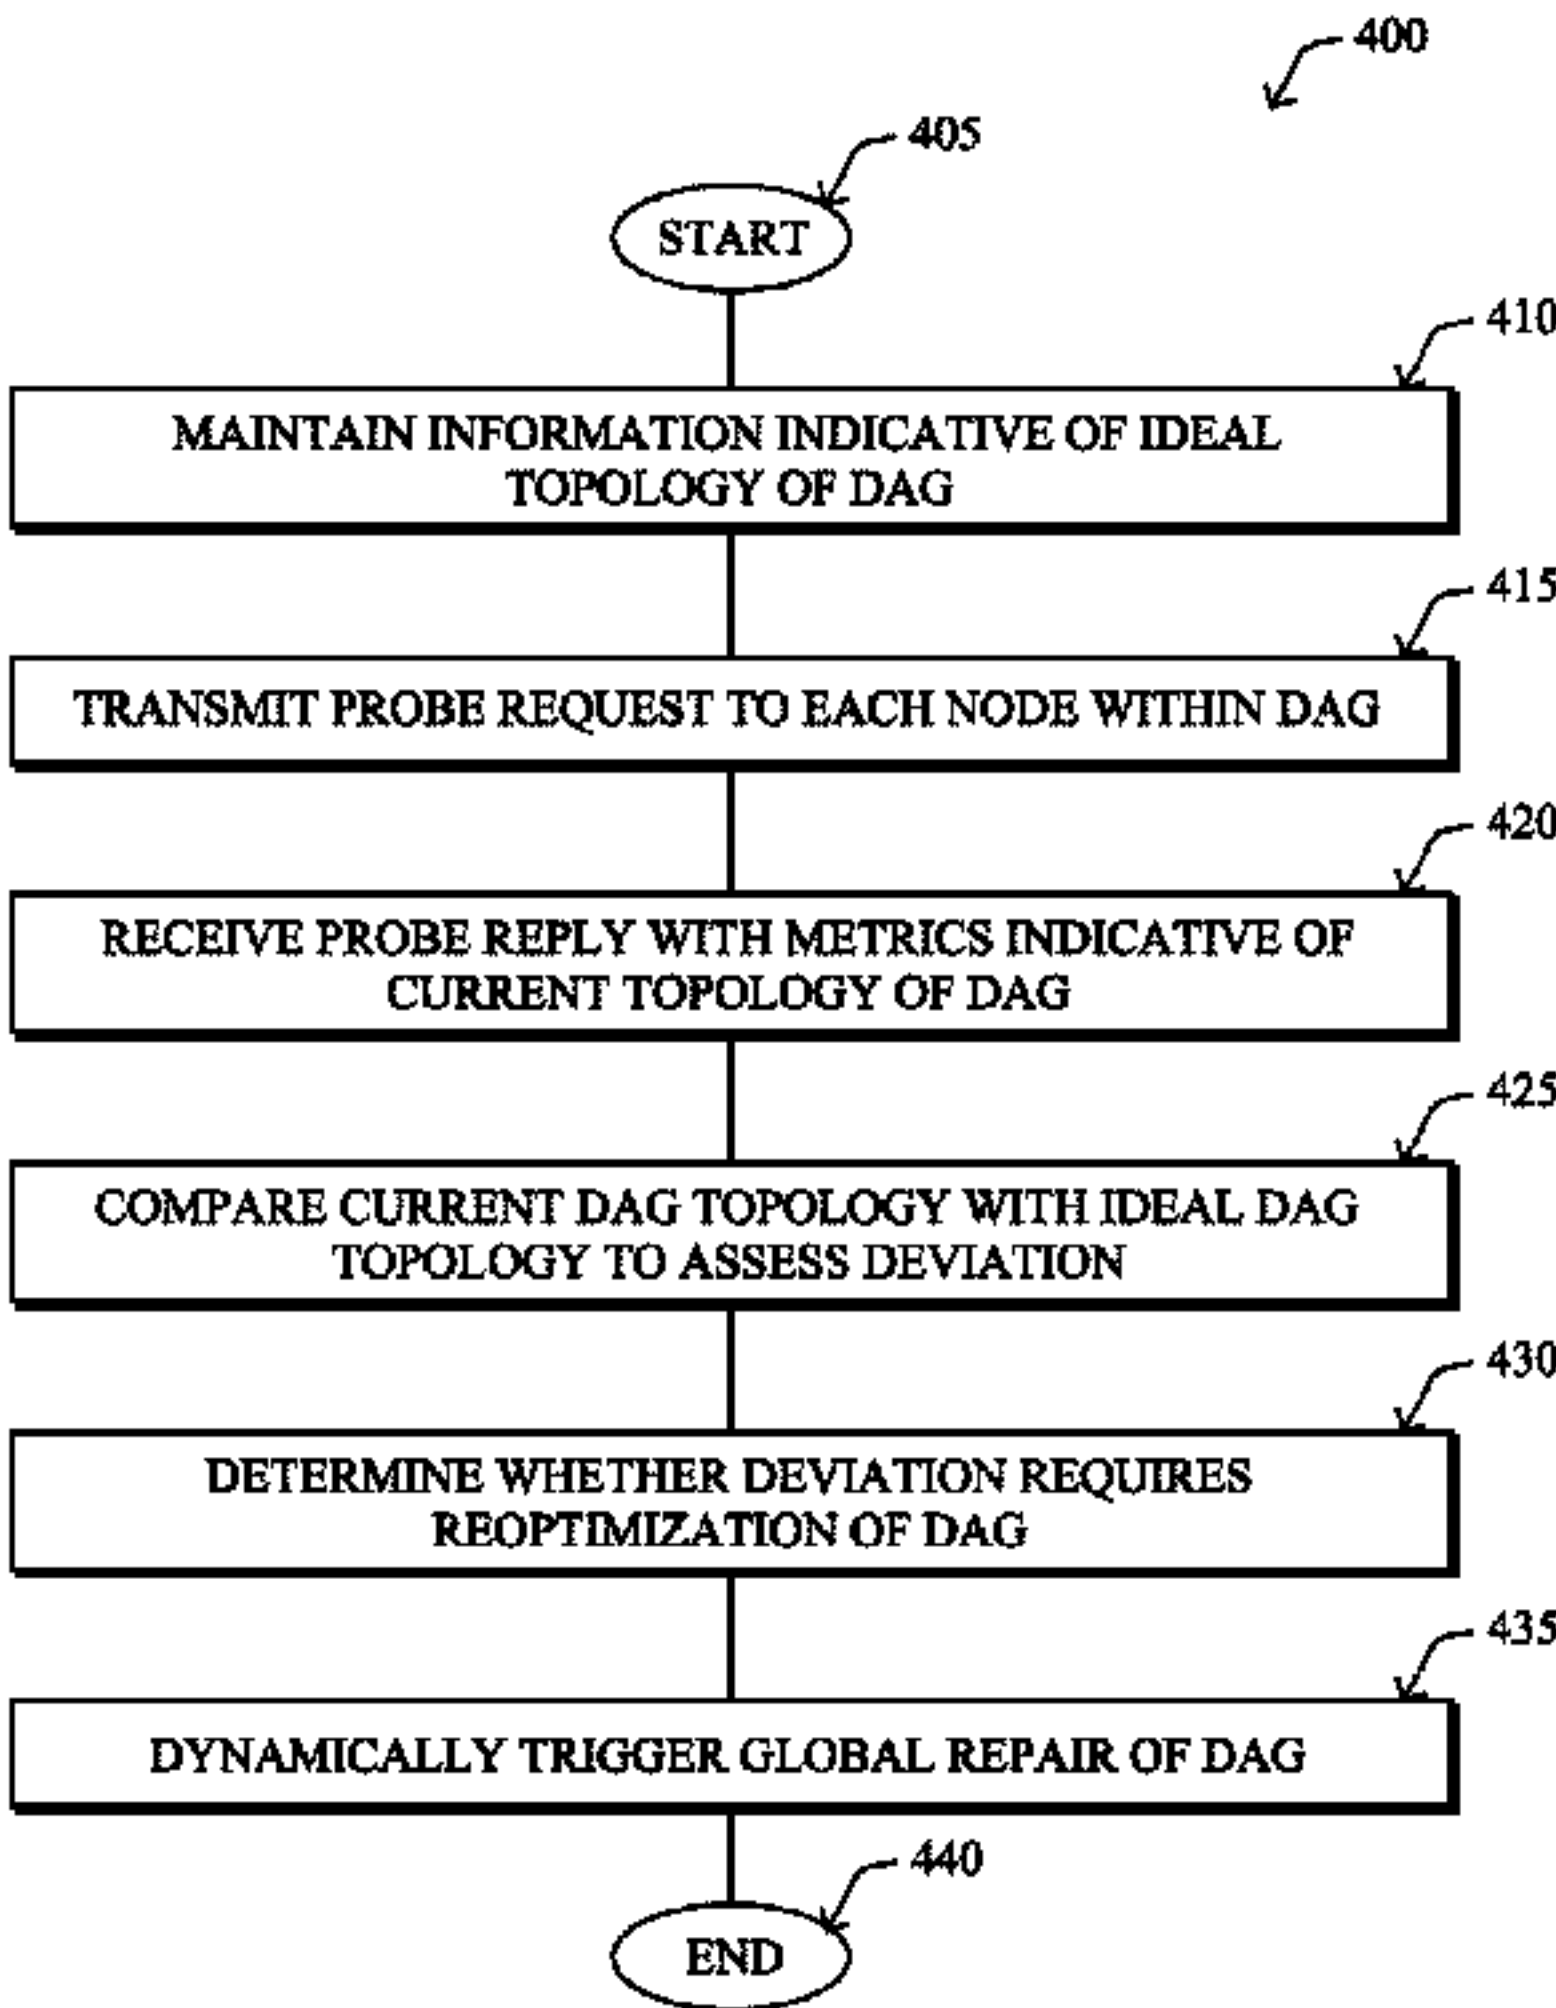 400
405
START
410
MAINTAIN INFORMATION INDICATIVE OF IDEAL
TOPOLOGY OF DAG
415
TRANSMIT PROBE REQUEST TO EACH NODE WITHIN DAG
420
RECEIVE PROBE REPLY WITH METRICS INDICATIVE OF
CURRENT TOPOLOGY OF DAG
425
COMPARE CURRENT DAG TOPOLOGY WITH IDEAL DAG
TOPOLOGY TO ASSESS DEVIATION
430
DETERMINE WHETHER DEVIATION REQUIRES
REOPTIMIZATION OF DAG
435
DYNAMICALLY TRIGGER GLOBAL REPAIR OF DAG
440
END